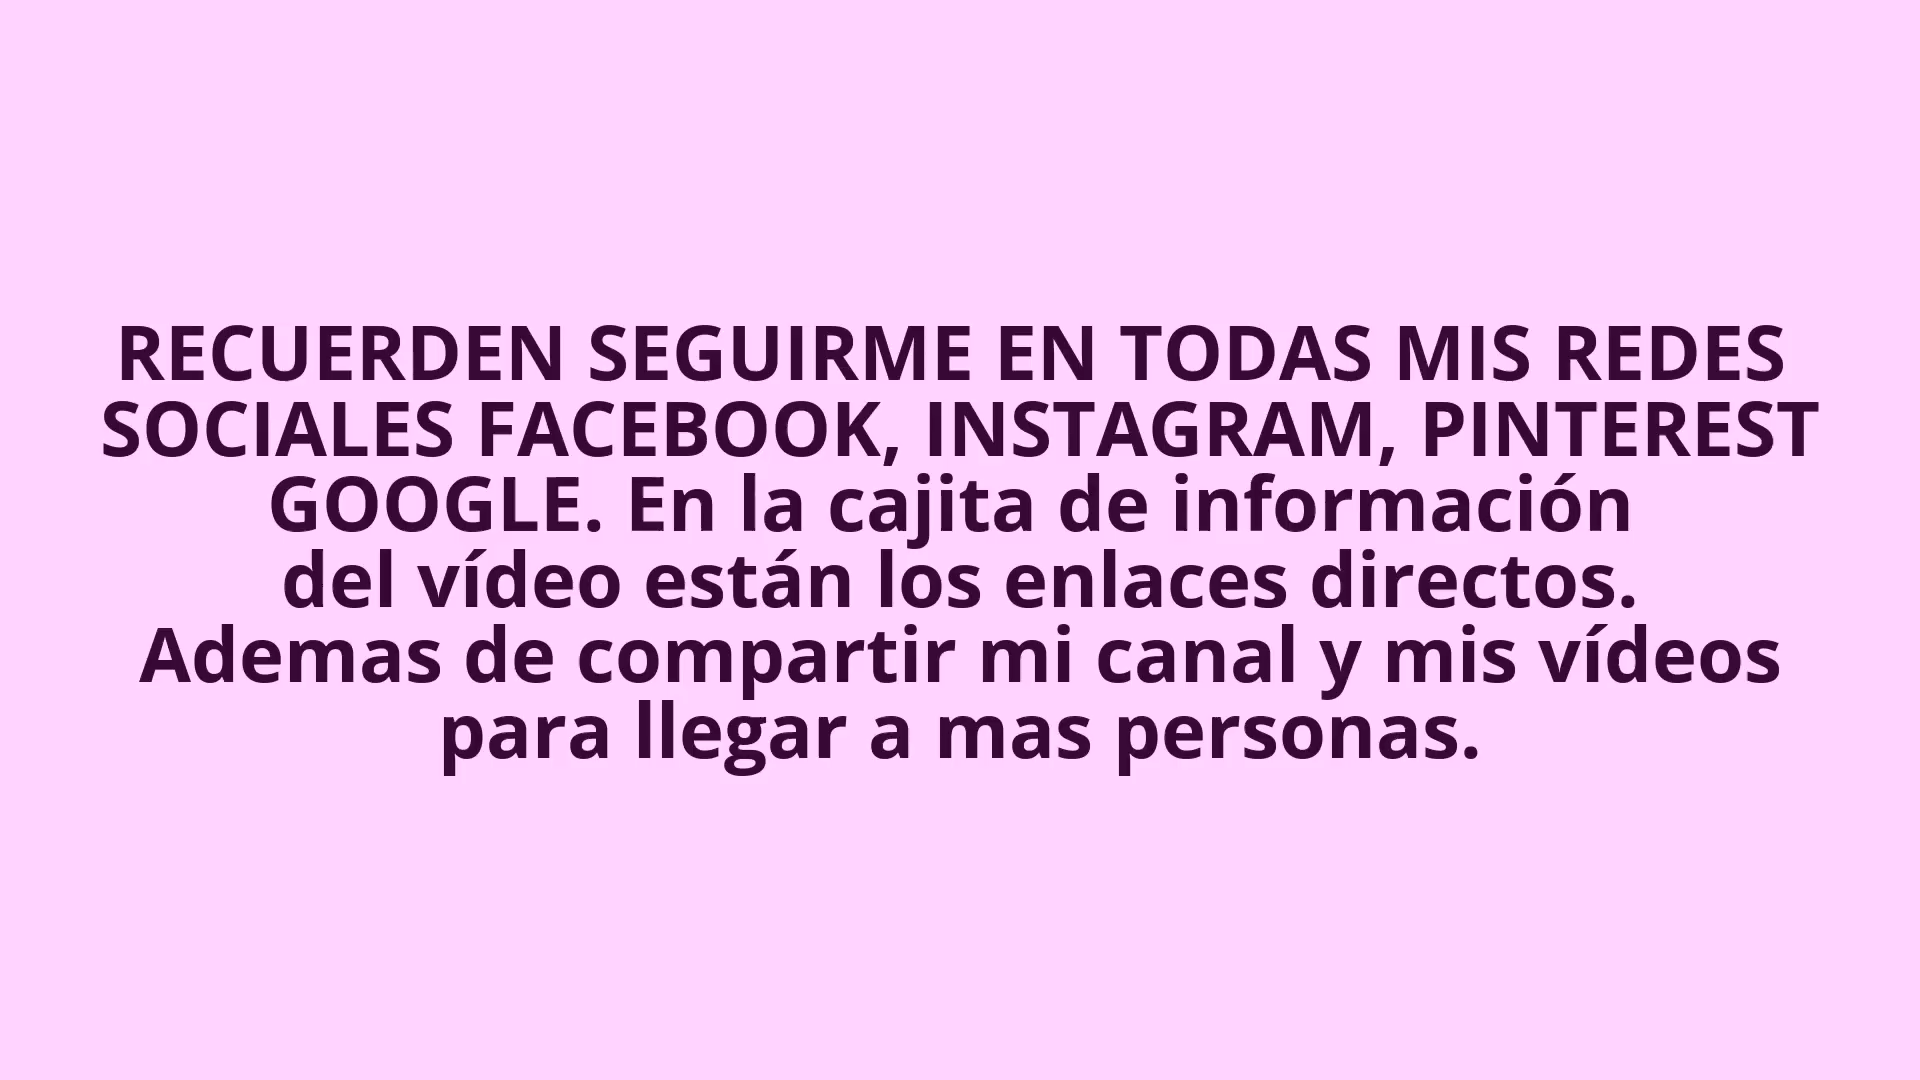 RECUERDEN SEGUIRME EN TODAS MIS REDES
SOCIALES FACEBOOK, INSTAGRAM, PINTEREST
GOOGLE. En la cajita de información
del vídeo están los enlaces directos.
Ademas de compartir mi canal y mis vídeos
para llegar a mas personas.